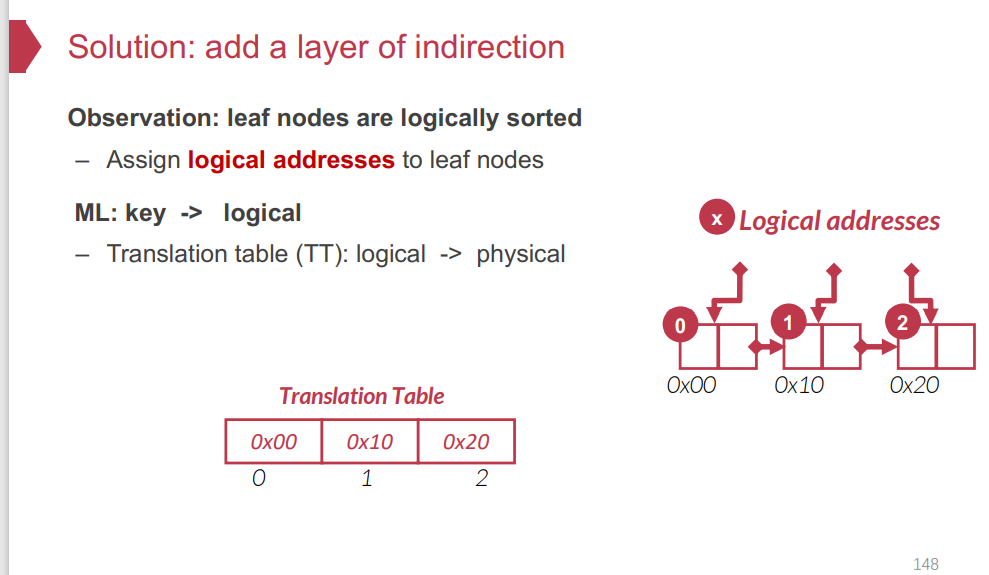 Solution: add a layer of indirection
Observation: leaf nodes are logically sorted
– Assign logical addresses to leaf nodes
ML: key -> logical
– Translation table (TT): logical -> physical
x Logical addresses
0 1 2
0x00 0x10 0x20
Translation Table
0x00 0x10 0x20
0 1 2
148